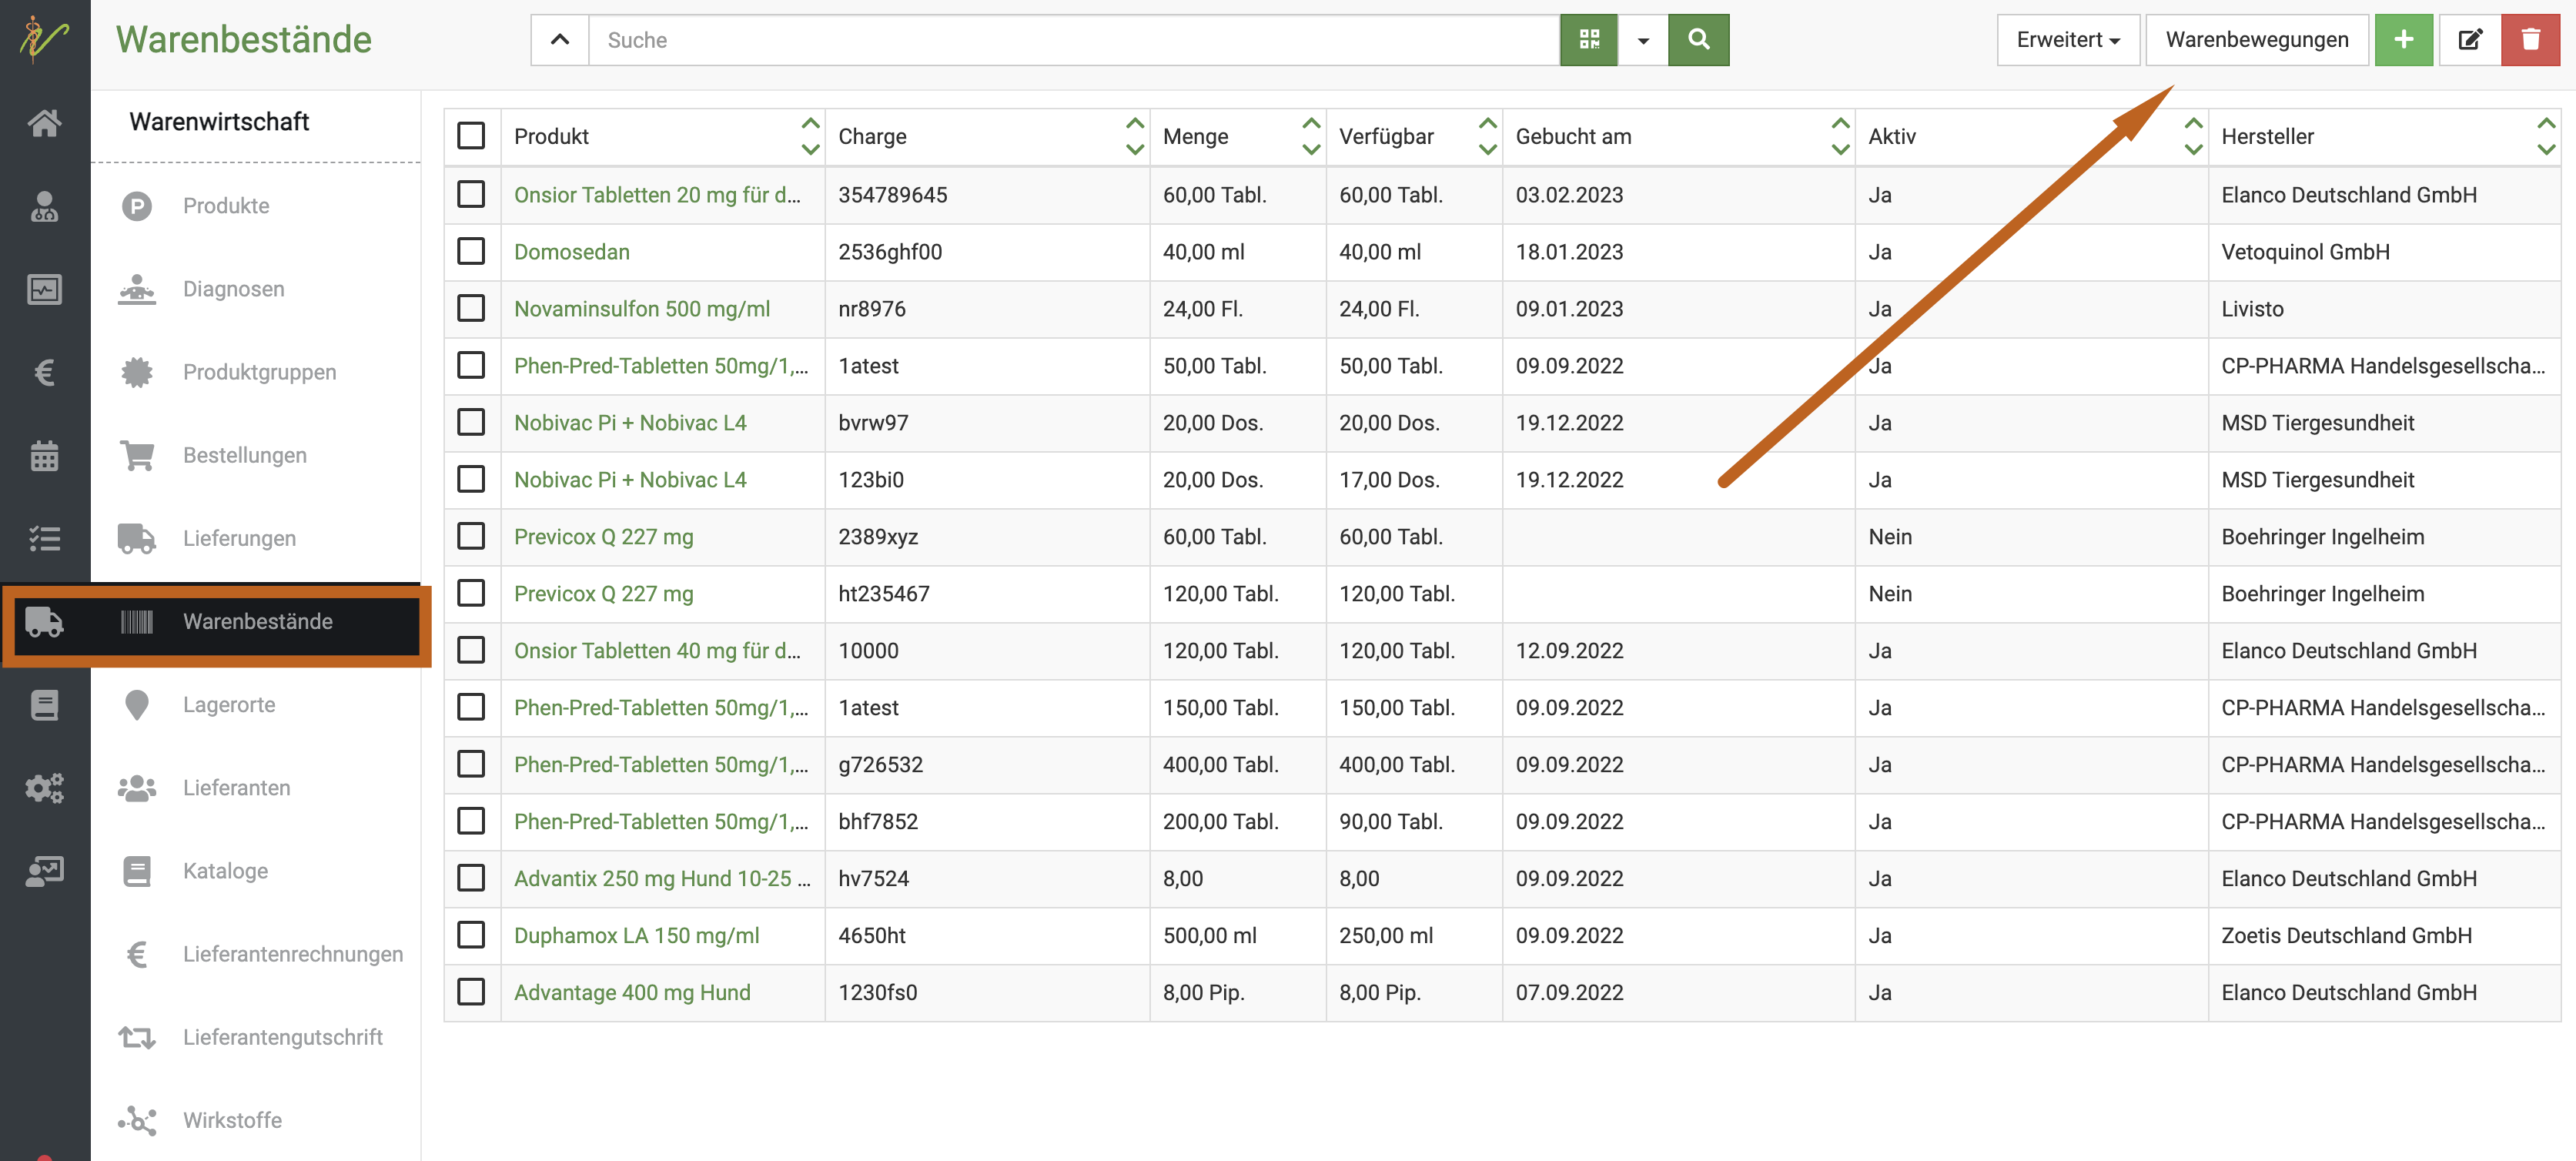 Warenbestände
Suche
Erweitert
Warenbewegungen
Warenwirtschaft
Produkte
Diagnosen
Produktgruppen
Bestellungen
Lieferungen
Warenbestände
Lagerorte
Lieferanten
Kataloge
Lieferantenrechnungen
Lieferantengutschrift
Wirkstoffe
Produkt Charge Menge Verfügbar Gebucht am Aktiv Hersteller
Onsior Tabletten 20 mg für d... 354789645 60,00 Tabl. 60,00 Tabl. 03.02.2023 Ja Elanco Deutschland GmbH
Domosedan 2536ghf00 40,00 ml 40,00 ml 18.01.2023 Ja Vetoquinol GmbH
Novaminsulfon 500 mg/ml nr8976 24,00 Fl. 24,00 Fl. 09.01.2023 Ja Livisto
Phen-Pred-Tabletten 50mg/1,... 1atest 50,00 Tabl. 50,00 Tabl. 09.09.2022 Ja CP-PHARMA Handelsgesellscha...
Nobivac Pi + Nobivac L4 bvrw97 20,00 Dos. 20,00 Dos. 19.12.2022 Ja MSD Tiergesundheit
Nobivac Pi + Nobivac L4 123bi0 20,00 Dos. 17,00 Dos. 19.12.2022 Ja MSD Tiergesundheit
Previcox Q 227 mg 2389xyz 60,00 Tabl. 60,00 Tabl. Nein Boehringer Ingelheim
Previcox Q 227 mg ht235467 120,00 Tabl. 120,00 Tabl. Nein Boehringer Ingelheim
Onsior Tabletten 40 mg für d... 10000 120,00 Tabl. 120,00 Tabl. 12.09.2022 Ja Elanco Deutschland GmbH
Phen-Pred-Tabletten 50mg/1,... 1atest 150,00 Tabl. 150,00 Tabl. 09.09.2022 Ja CP-PHARMA Handelsgesellscha...
Phen-Pred-Tabletten 50mg/1,... g726532 400,00 Tabl. 400,00 Tabl. 09.09.2022 Ja CP-PHARMA Handelsgesellscha...
Phen-Pred-Tabletten 50mg/1,... bhf7852 200,00 Tabl. 90,00 Tabl. 09.09.2022 Ja CP-PHARMA Handelsgesellscha...
Advantix 250 mg Hund 10-25 ... hv7524 8,00 8,00 09.09.2022 Ja Elanco Deutschland GmbH
Duphamox LA 150 mg/ml 4650ht 500,00 ml 250,00 ml 09.09.2022 Ja Zoetis Deutschland GmbH
Advantage 400 mg Hund 1230fs0 8,00 Pip. 8,00 Pip. 07.09.2022 Ja Elanco Deutschland GmbH